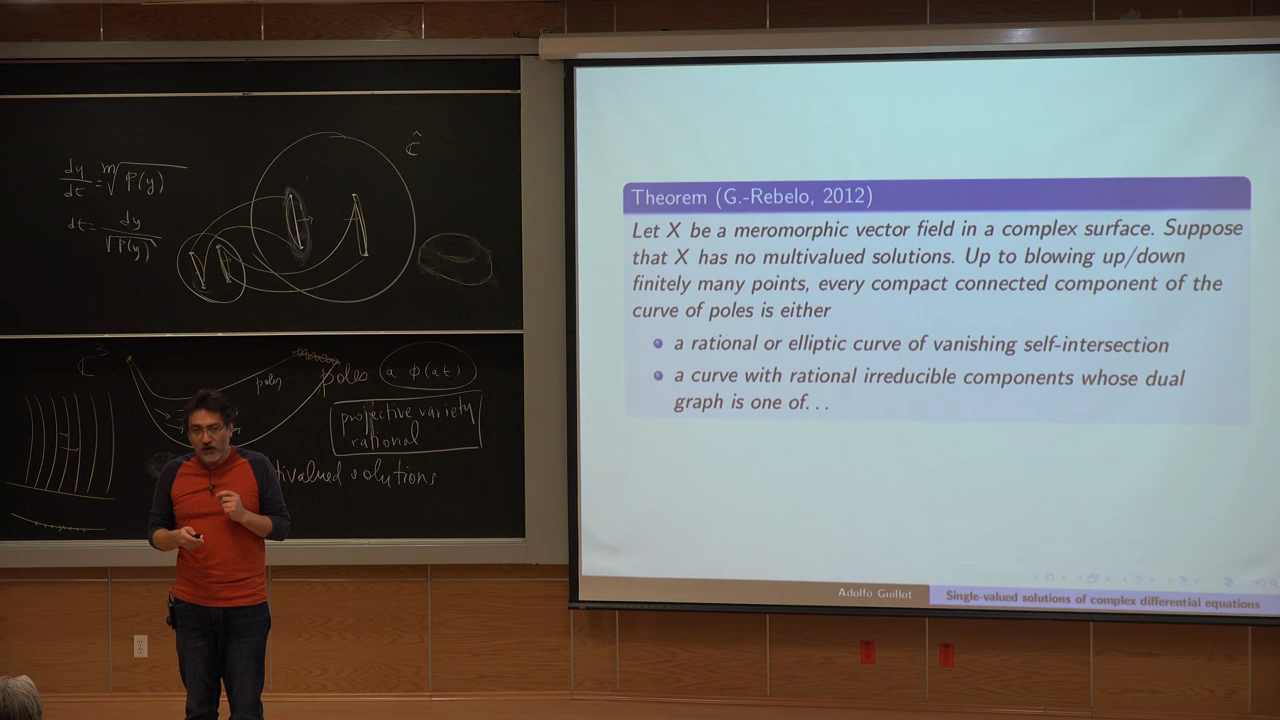 dy/dt = m√P(y)
dt = dy/√P(y)
Ĉ
C³
poles
poles
a ϕ(at)
projective variety
rational
tivalued solutions
Theorem (G.-Rebelo, 2012)
Let X be a meromorphic vector field in a complex surface. Suppose
that X has no multivalued solutions. Up to blowing up/down
finitely many points, every compact connected component of the
curve of poles is either
a rational or elliptic curve of vanishing self-intersection
a curve with rational irreducible components whose dual
graph is one of...
Adolfo Guillot
Single-valued solutions of complex differential equations